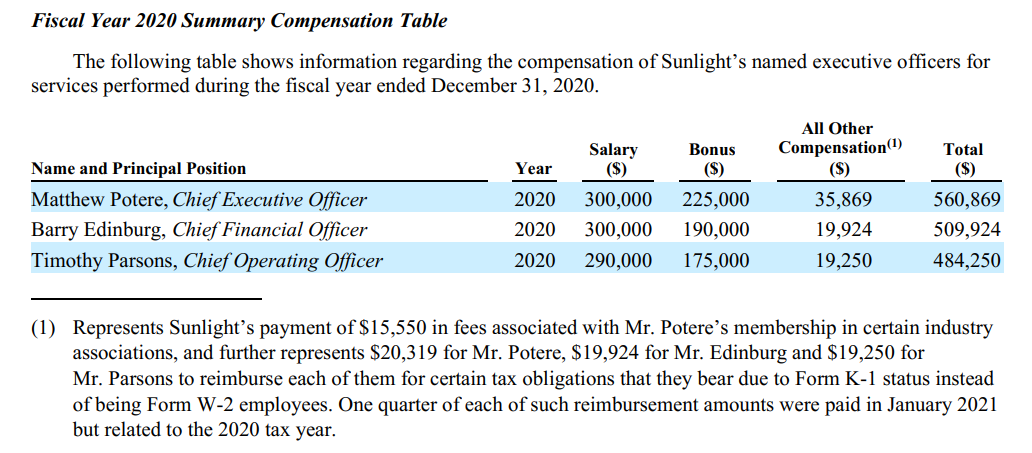 Fiscal Year 2020 Summary Compensation Table
The following table shows information regarding the compensation of Sunlight’s named executive officers for
services performed during the fiscal year ended December 31, 2020.
Name and Principal Position Year Salary ($) Bonus ($) All Other Compensation(1) ($) Total ($)
Matthew Potere, Chief Executive Officer 2020 300,000 225,000 35,869 560,869
Barry Edinburg, Chief Financial Officer 2020 300,000 190,000 19,924 509,924
Timothy Parsons, Chief Operating Officer 2020 290,000 175,000 19,250 484,250
(1) Represents Sunlight’s payment of $15,550 in fees associated with Mr. Potere’s membership in certain industry
associations, and further represents $20,319 for Mr. Potere, $19,924 for Mr. Edinburg and $19,250 for
Mr. Parsons to reimburse each of them for certain tax obligations that they bear due to Form K-1 status instead
of being Form W-2 employees. One quarter of each of such reimbursement amounts were paid in January 2021
but related to the 2020 tax year.